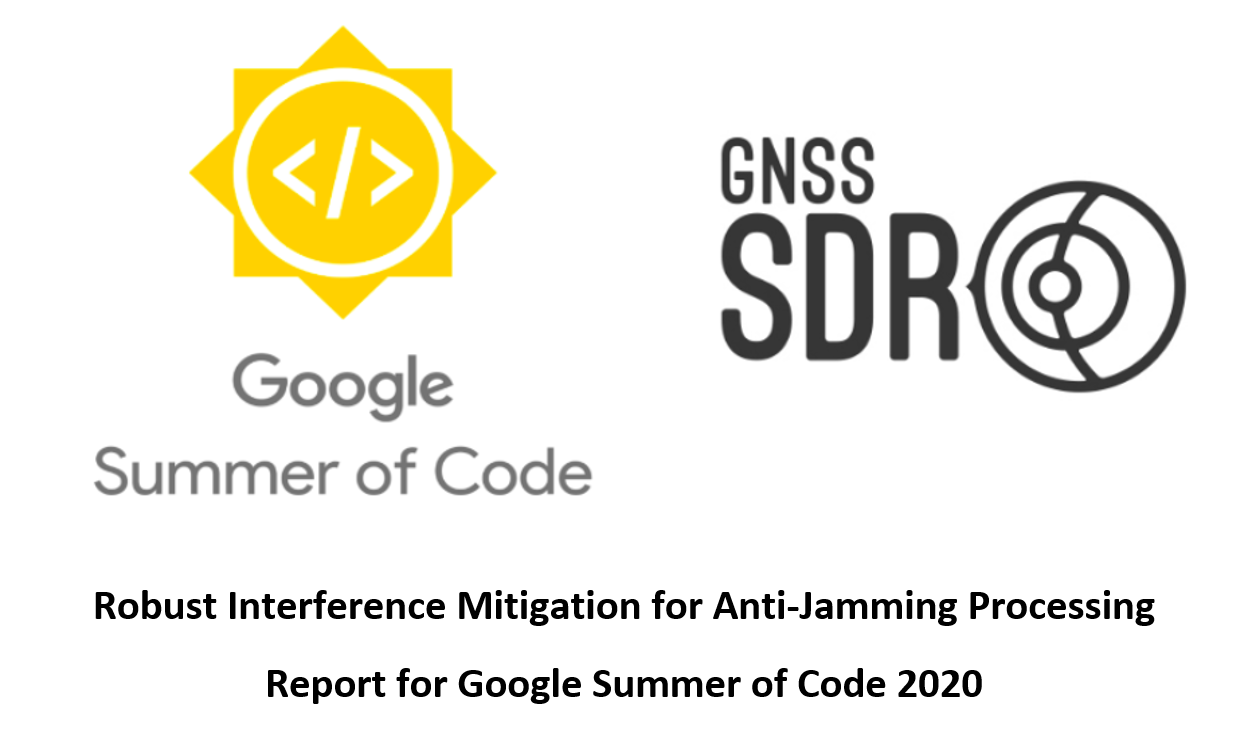 </>
Google
Summer of Code
GNSS
SDR
Robust Interference Mitigation for Anti-Jamming Processing
Report for Google Summer of Code 2020